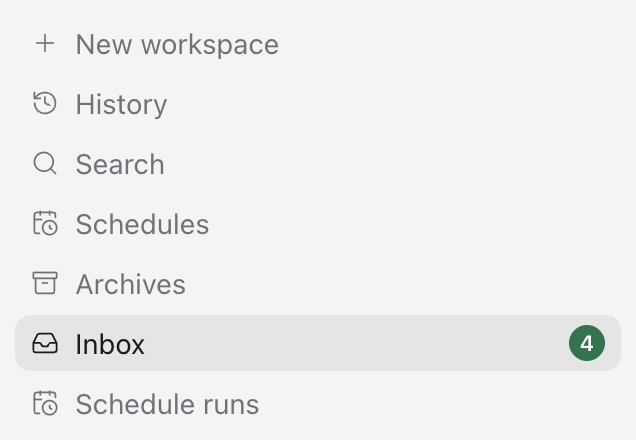 New workspace
History
Search
Schedules
Archives
Inbox 4
Schedule runs